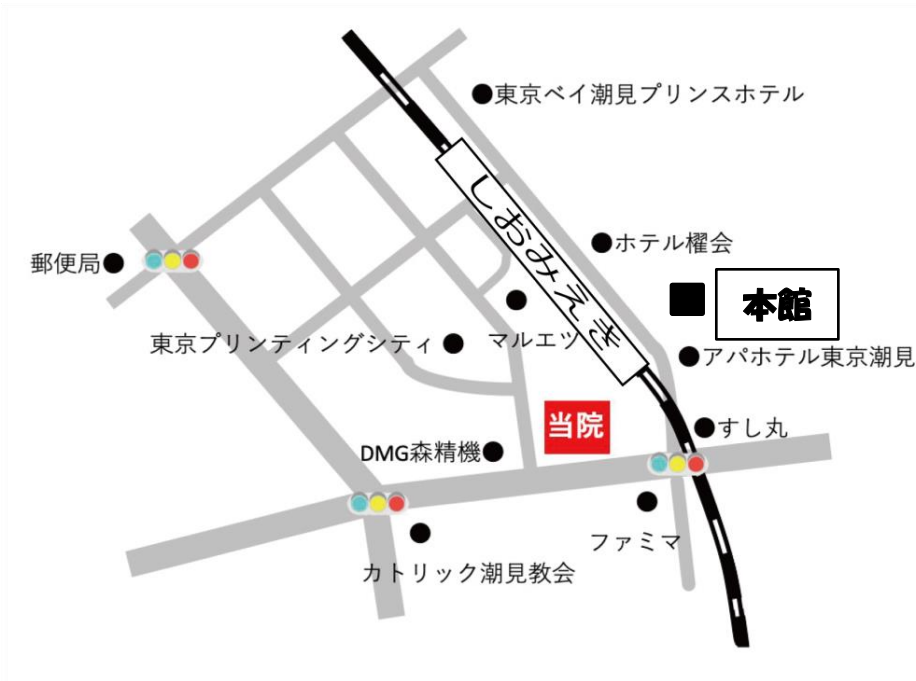 東京ベイ潮見プリンスホテル
しおみえき
ホテル櫂会
郵便局
本館
東京プリンティングシティ
マルエツ
アパホテル東京潮見
当院
すし丸
DMG森精機
ファミマ
カトリック潮見教会